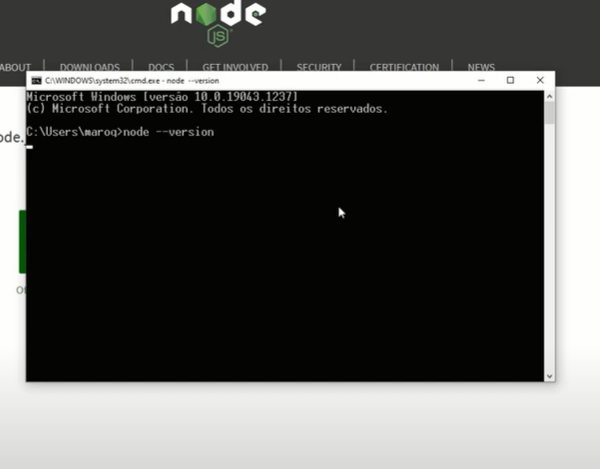 node
JS
ABOUT | DOWNLOADS | DOCS | GET INVOLVED | SECURITY | CERTIFICATION | NEWS
C:\WINDOWS\system32\cmd.exe - node --version
Microsoft Windows [versão 10.0.19043.1237]
(c) Microsoft Corporation. Todos os direitos reservados.
ode.
C:\Users\maroq>node --version